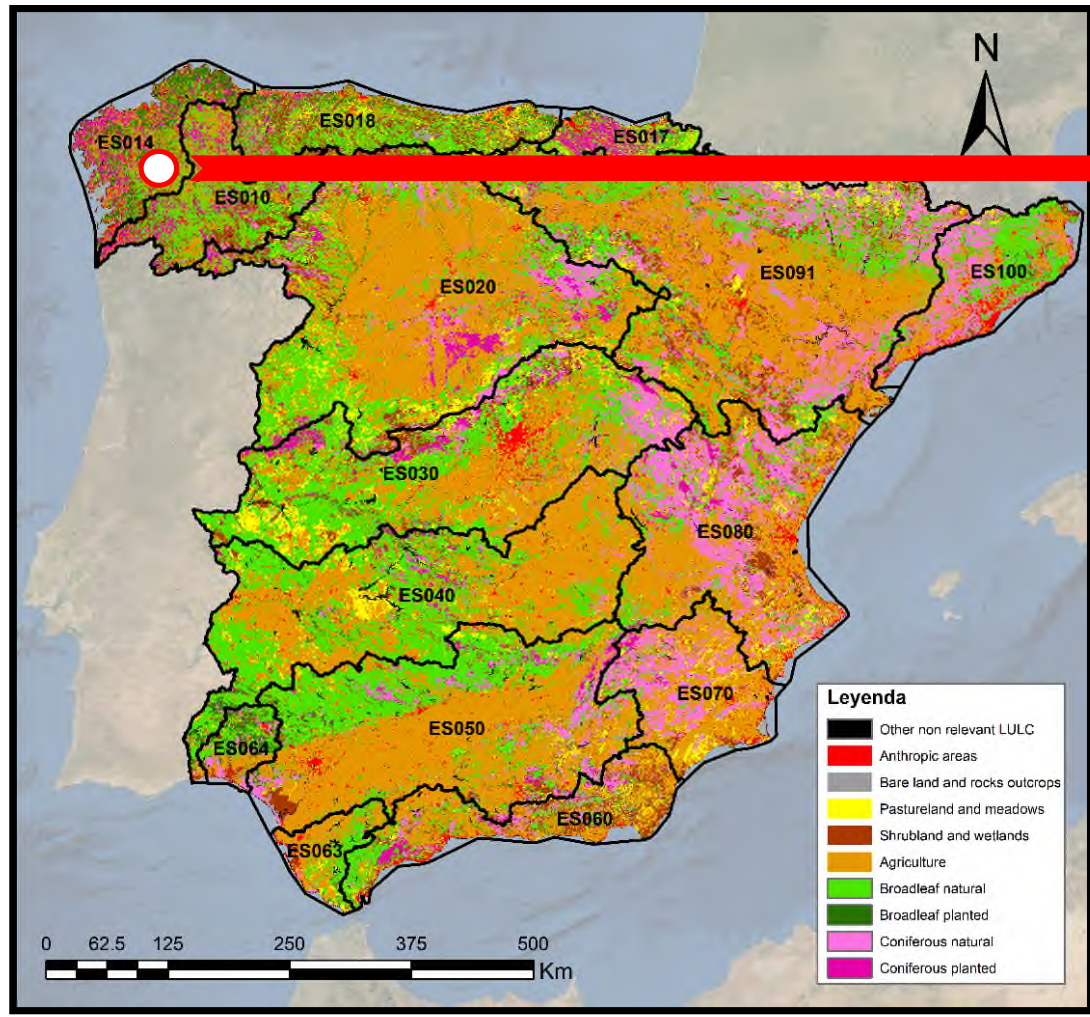 N
ES018
ES017
ES014
ES010
ES091
ES100
ES020
ES030
ES080
ES040
ES070
ES050
ES064
ES060
ES063
Leyenda
Other non relevant LULC
Anthropic areas
Bare land and rocks outcrops
Pastureland and meadows
Shrubland and wetlands
Agriculture
Broadleaf natural
Broadleaf planted
Coniferous natural
Coniferous planted
0 62.5 125 250 375 500
Km